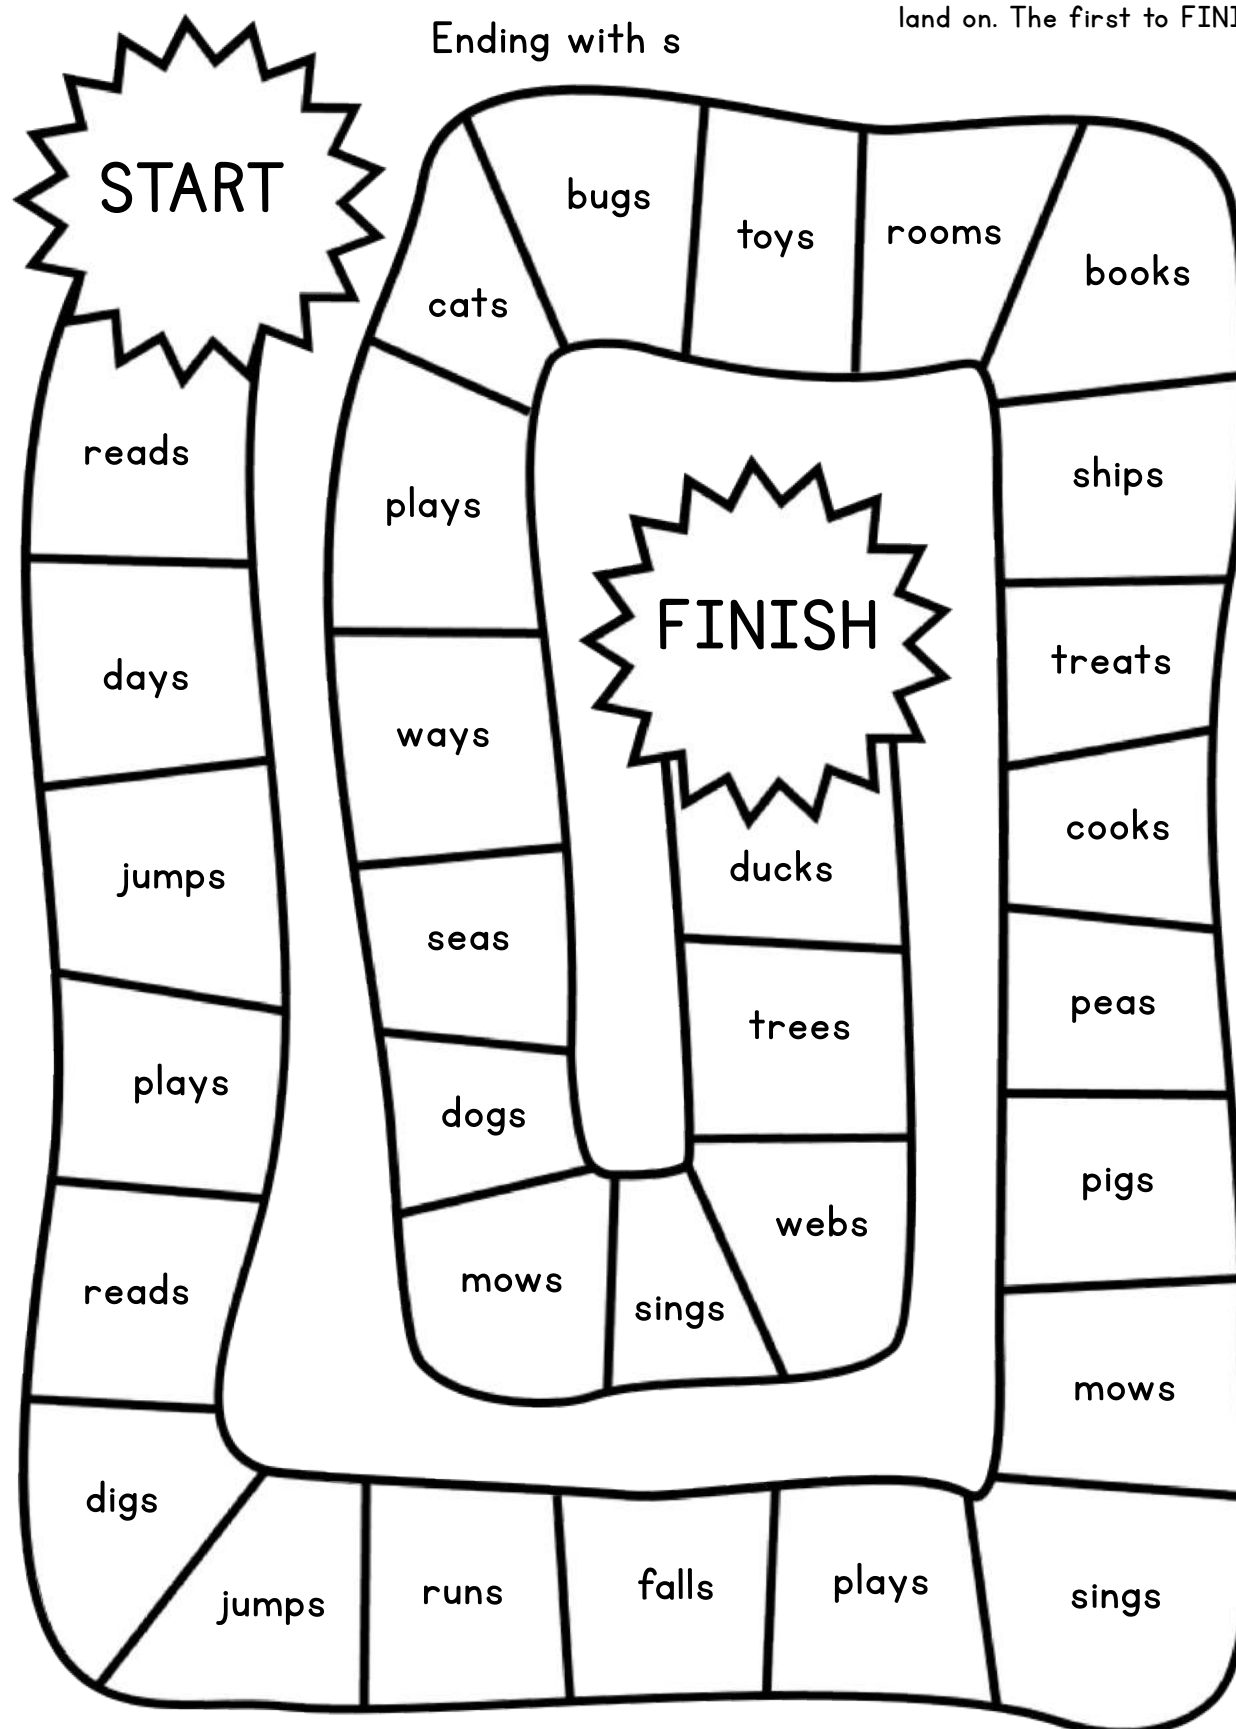 land on. The first to FINI
Ending with s
START
reads
days
jumps
plays
reads
digs
jumps
runs
falls
plays
sings
mows
pigs
peas
cooks
treats
ships
books
rooms
toys
bugs
cats
plays
ways
seas
dogs
mows
sings
webs
trees
ducks
FINISH